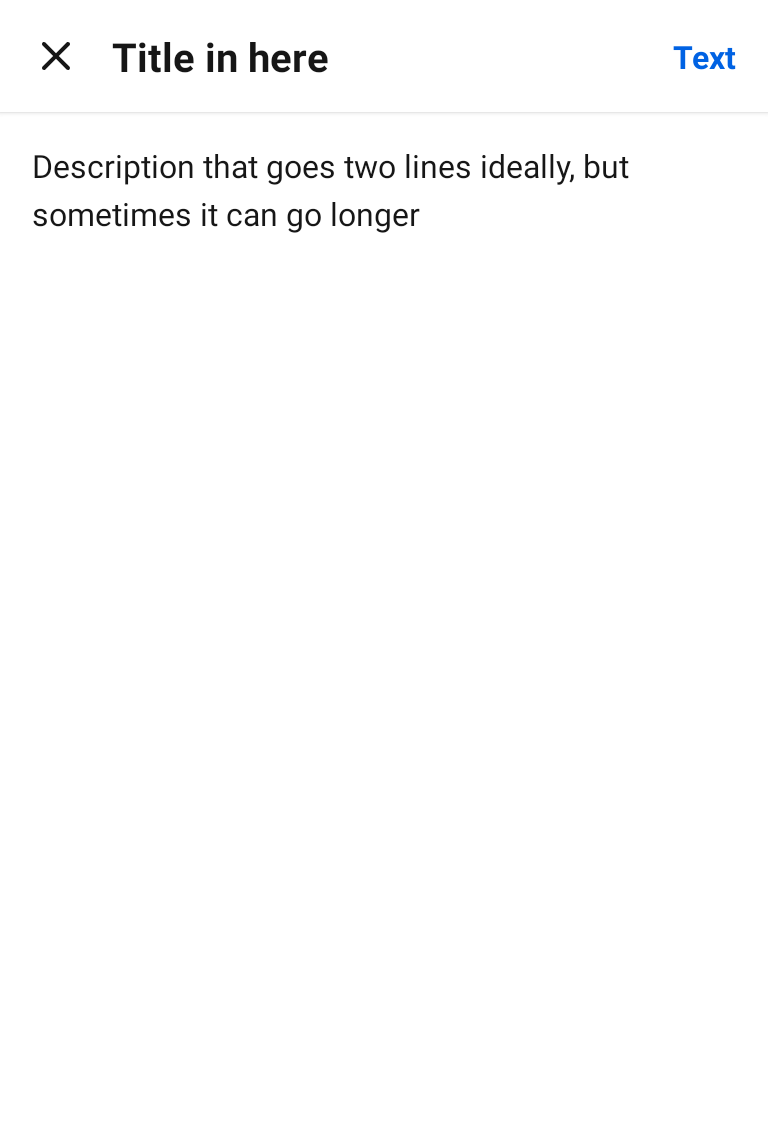 Title in here
Text
Description that goes two lines ideally, but
sometimes it can go longer